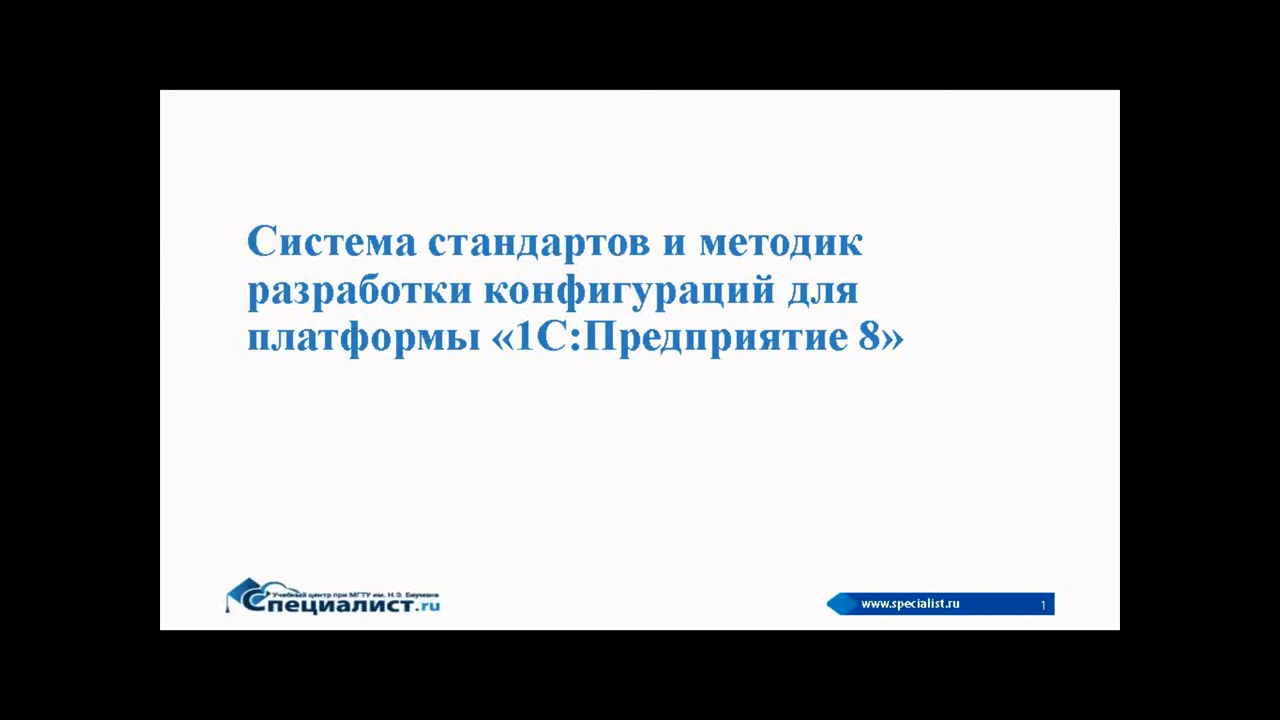 Система стандартов и методик
разработки конфигураций для
платформы «1С:Предприятие 8»
Учебный центр при МГТУ им. Н.Э. Баумана
Специалист.ru
www.specialist.ru
1